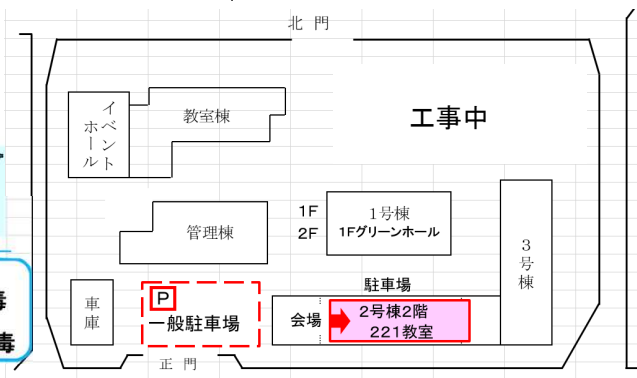 北 門
イベント
ホール
教室棟
工事中
管理棟
1F
2F
1号棟
1Fグリーンホール
3号棟
車庫
P
一般駐車場
駐車場
会場
2号棟2階
221教室
正 門
毒